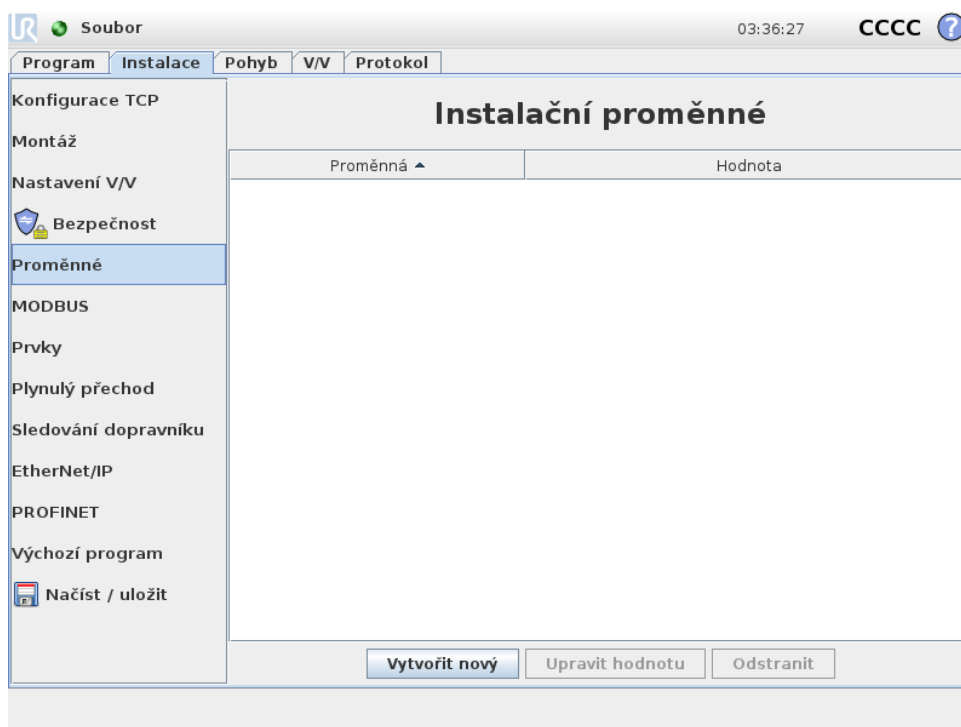 UR Soubor 03:36:27 CCCC ?
Program Instalace Pohyb V/V Protokol
Konfigurace TCP
Montáž
Nastavení V/V
Bezpečnost
Proměnné
MODBUS
Prvky
Plynulý přechod
Sledování dopravníku
EtherNet/IP
PROFINET
Výchozí program
Načíst / uložit
Instalační proměnné
Proměnná Hodnota
Vytvořit nový Upravit hodnotu Odstranit